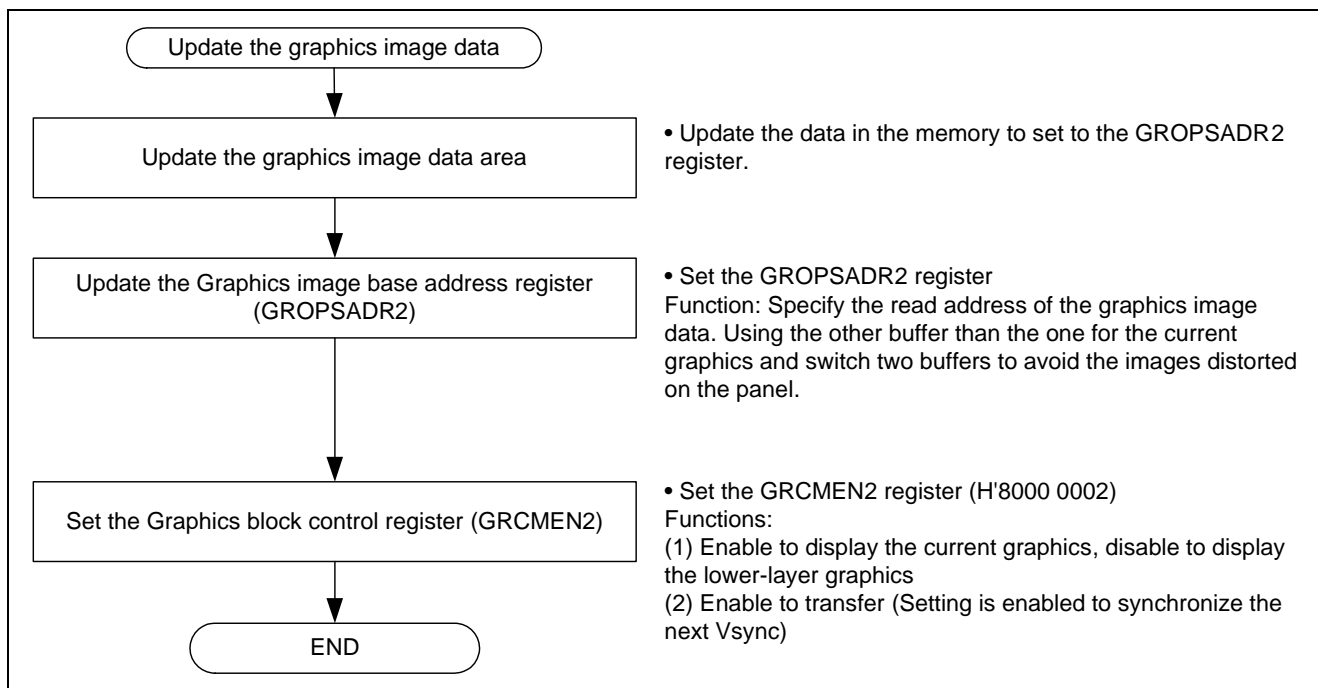 Update the graphics image data
Update the graphics image data area
• Update the data in the memory to set to the GROPSADR2
register.
Update the Graphics image base address register
(GROPSADR2)
• Set the GROPSADR2 register
Function: Specify the read address of the graphics image
data. Using the other buffer than the one for the current
graphics and switch two buffers to avoid the images distorted
on the panel.
Set the Graphics block control register (GRCMEN2)
• Set the GRCMEN2 register (H'8000 0002)
Functions:
(1) Enable to display the current graphics, disable to display
the lower-layer graphics
(2) Enable to transfer (Setting is enabled to synchronize the
next Vsync)
END